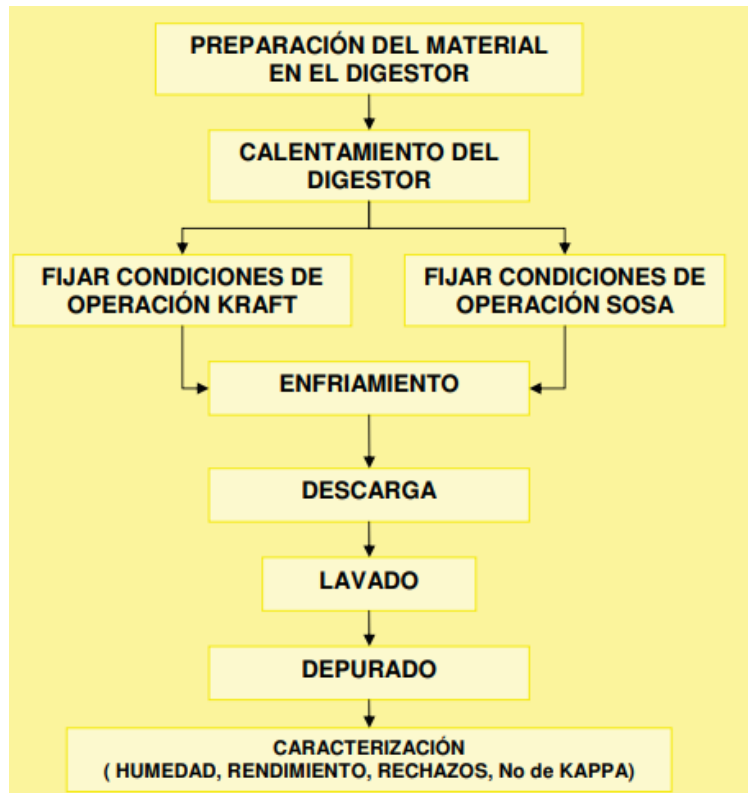 PREPARACIÓN DEL MATERIAL
EN EL DIGESTOR
CALENTAMIENTO DEL
DIGESTOR
FIJAR CONDICIONES DE
OPERACIÓN KRAFT
FIJAR CONDICIONES DE
OPERACIÓN SOSA
ENFRIAMIENTO
DESCARGA
LAVADO
DEPURADO
CARACTERIZACIÓN
( HUMEDAD, RENDIMIENTO, RECHAZOS, No de KAPPA)